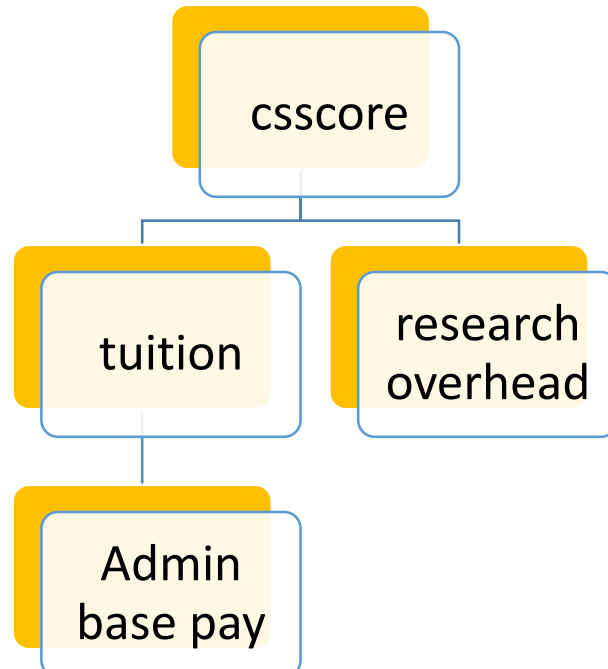 csscore
tuition
research
overhead
Admin
base pay